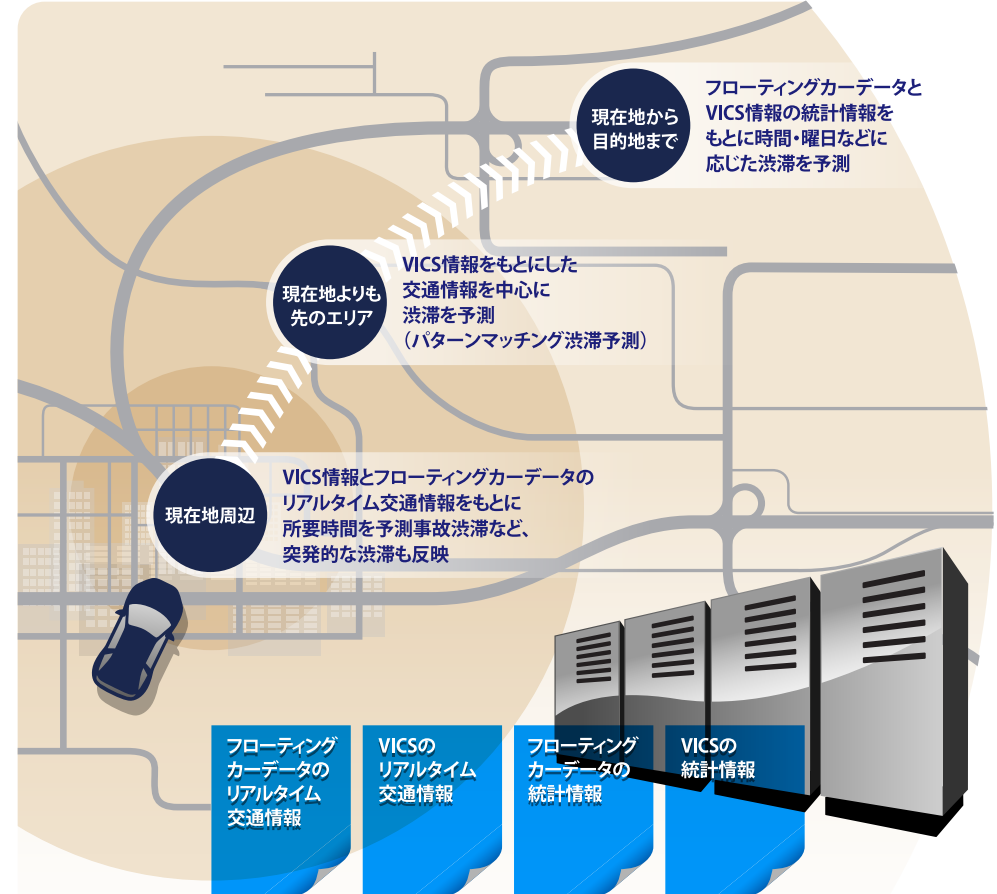 現在地から
目的地まで
フローティングカーデータと
VICS情報の統計情報を
もとに時間・曜日などに
応じた渋滞を予測
現在地よりも
先のエリア
VICS情報をもとにした
交通情報を中心に
渋滞を予測
(パターンマッチング渋滞予測)
現在地周辺
VICS情報とフローティングカーデータの
リアルタイム交通情報をもとに
所要時間を予測事故渋滞など、
突発的な渋滞も反映
フローティング
カーデータの
リアルタイム
交通情報
VICSの
リアルタイム
交通情報
フローティング
カーデータの
統計情報
VICSの
統計情報